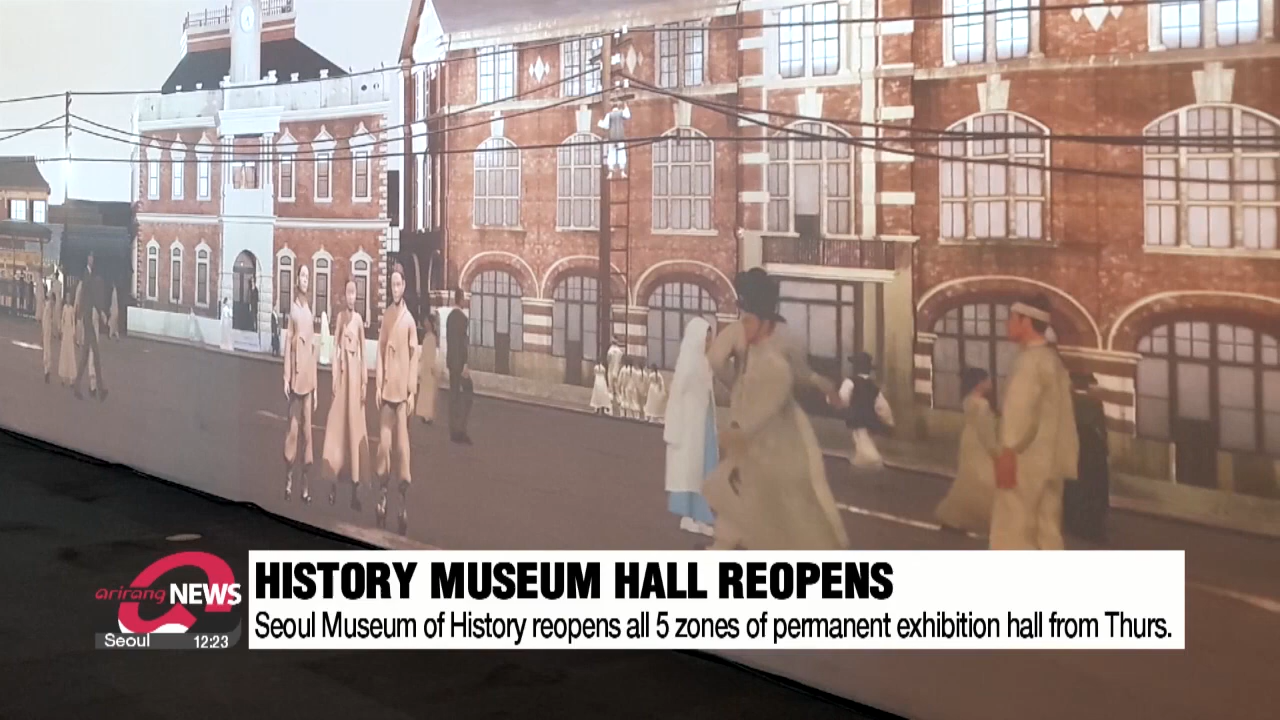 HISTORY MUSEUM HALL REOPENS
arirang NEWS
Seoul Museum of History reopens all 5 zones of permanent exhibition hall from Thurs.
Seoul 12:23